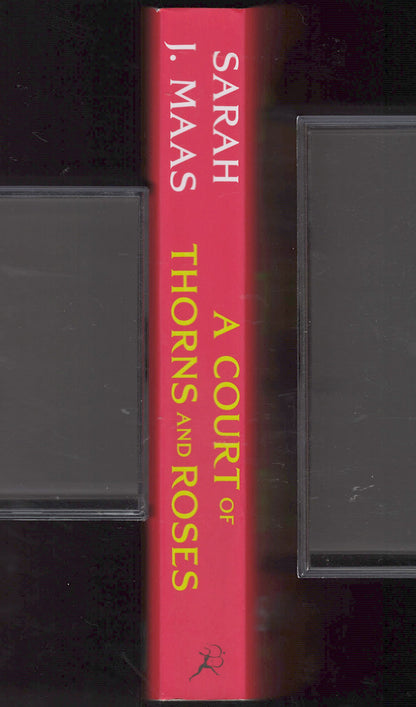 SARAH
J. MAAS
A COURT OF
THORNS AND ROSES